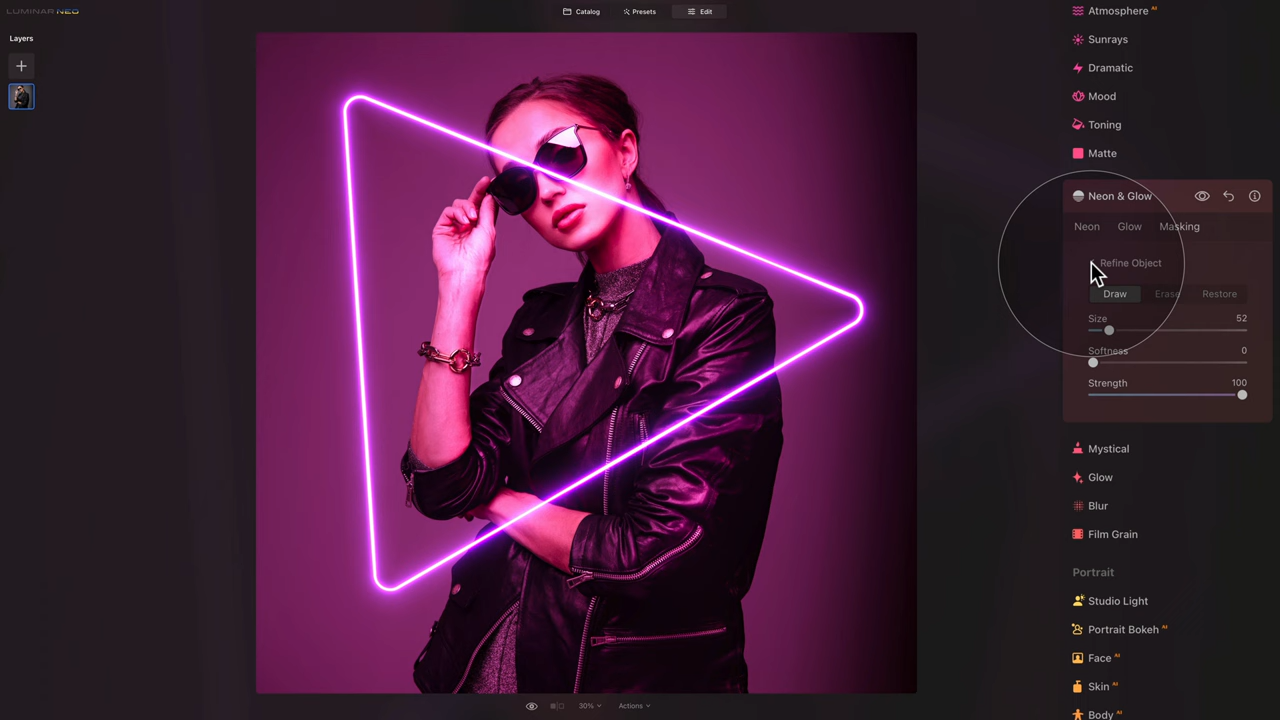 LUMINAR NEO
Catalog
Presets
Edit
Layers
Atmosphere AI
Sunrays
Dramatic
Mood
Toning
Matte
Neon & Glow
Neon Glow Masking
Refine Object
Draw Erase Restore
Size 52
Softness 0
Strength 100
Mystical
Glow
Blur
Film Grain
Portrait
Studio Light
Portrait Bokeh AI
Face AI
Skin AI
Body AI
30%
Actions